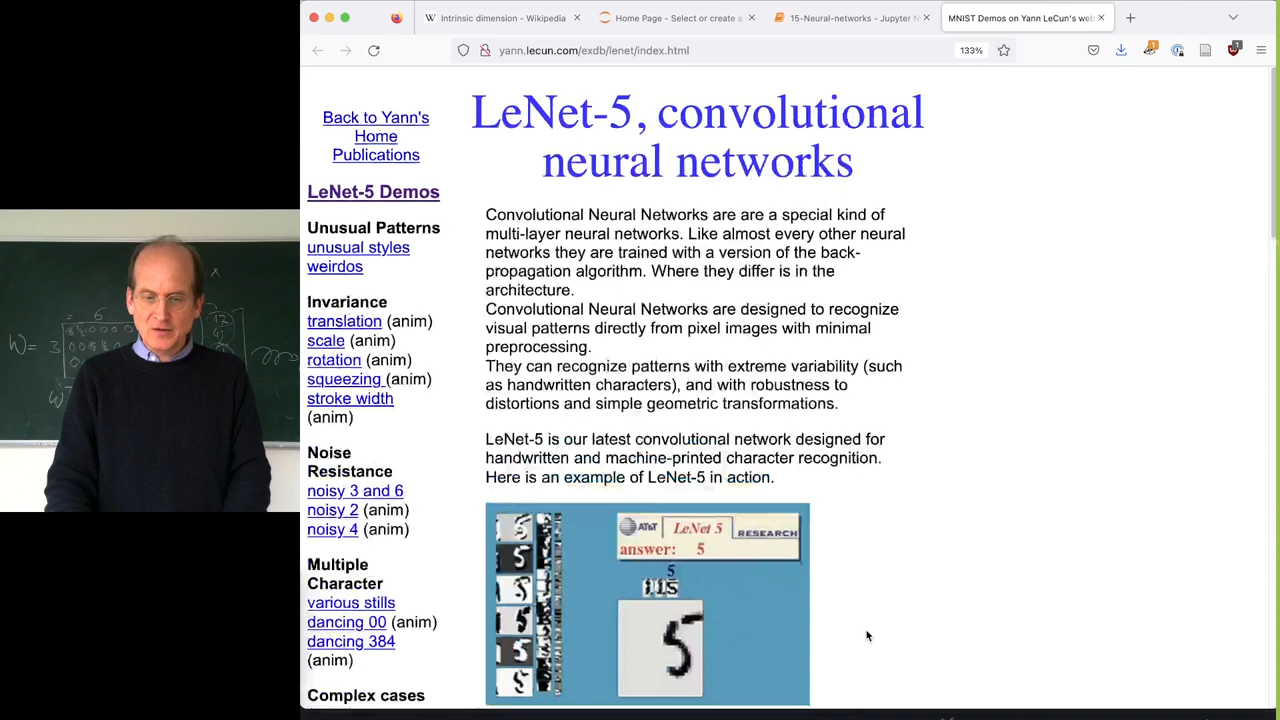 Intrinsic dimension - Wikipedia
Home Page - Select or create a
15-Neural-networks - Jupyter N
MNIST Demos on Yann LeCun's web
yann.lecun.com/exdb/lenet/index.html
133%
Back to Yann's
Home
Publications
LeNet-5 Demos
Unusual Patterns
unusual styles
weirdos
Invariance
translation (anim)
scale (anim)
rotation (anim)
squeezing (anim)
stroke width
(anim)
Noise
Resistance
noisy 3 and 6
noisy 2 (anim)
noisy 4 (anim)
Multiple
Character
various stills
dancing 00 (anim)
dancing 384
(anim)
Complex cases
LeNet-5, convolutional
neural networks
Convolutional Neural Networks are are a special kind of
multi-layer neural networks. Like almost every other neural
networks they are trained with a version of the back-
propagation algorithm. Where they differ is in the
architecture.
Convolutional Neural Networks are designed to recognize
visual patterns directly from pixel images with minimal
preprocessing.
They can recognize patterns with extreme variability (such
as handwritten characters), and with robustness to
distortions and simple geometric transformations.
LeNet-5 is our latest convolutional network designed for
handwritten and machine-printed character recognition.
Here is an example of LeNet-5 in action.
AT&T LeNet 5 RESEARCH
answer: 5
5
5
W = 3
6
x